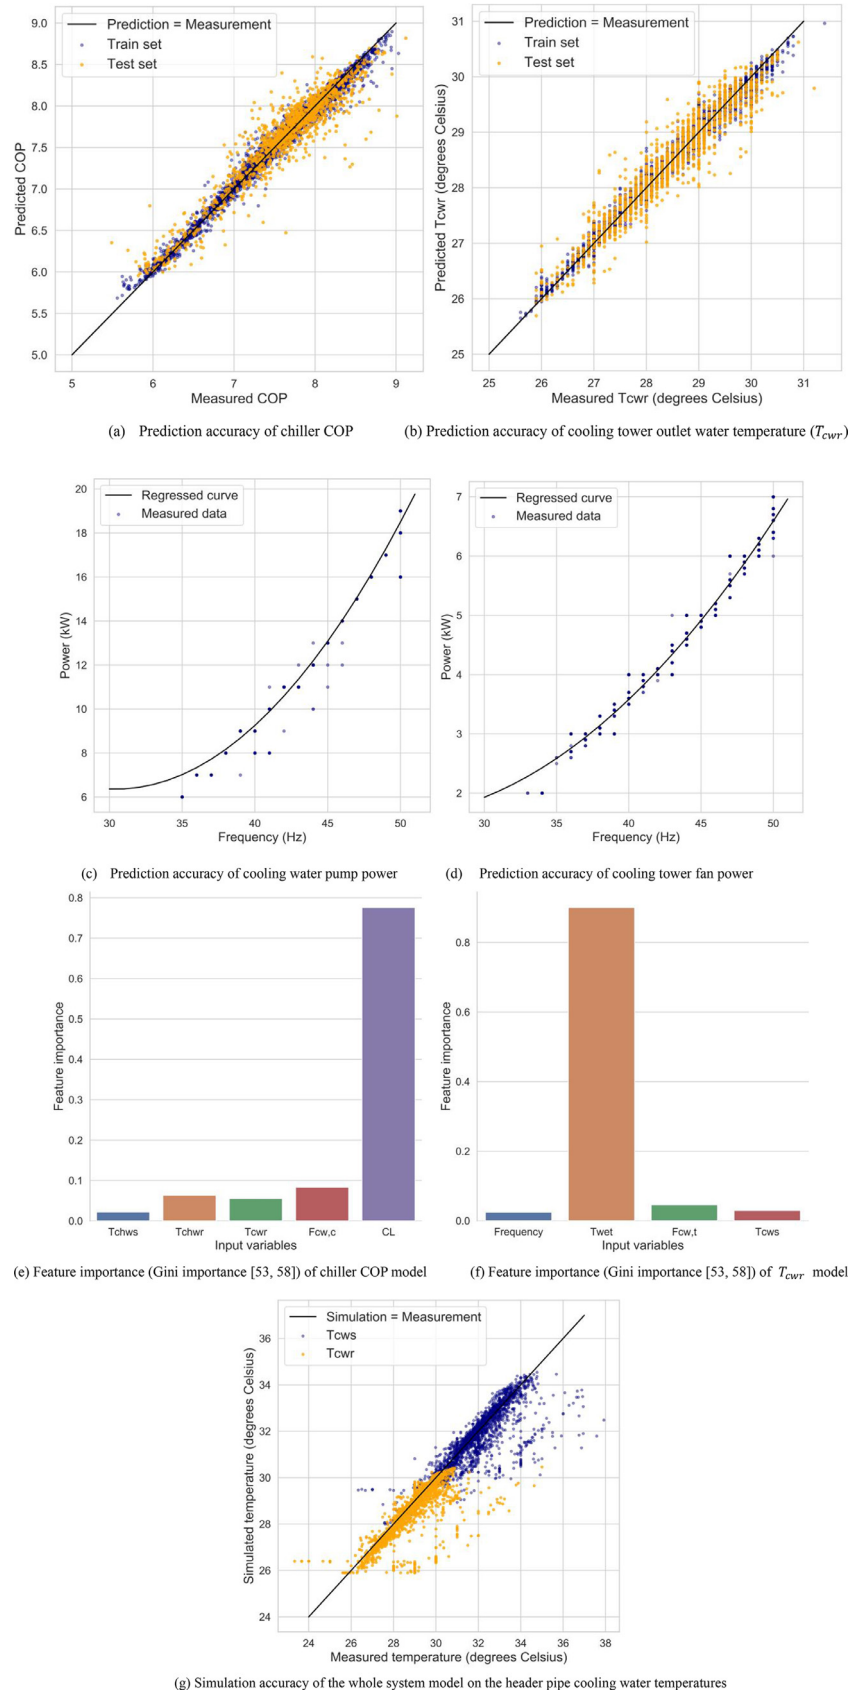 Prediction = Measurement
Train set
Test set
9.0
8.5
8.0
7.5
7.0
6.5
6.0
5.5
5.0
Predicted COP
5 6 7 8 9
Measured COP
(a) Prediction accuracy of chiller COP
Prediction = Measurement
Train set
Test set
31
30
29
28
27
26
25
Predicted Tcwr (degrees Celsius)
25 26 27 28 29 30 31
Measured Tcwr (degrees Celsius)
(b) Prediction accuracy of cooling tower outlet water temperature (T_cwr)
Regressed curve
Measured data
20
18
16
14
12
10
8
6
Power (kW)
30 35 40 45 50
Frequency (Hz)
(c) Prediction accuracy of cooling water pump power
Regressed curve
Measured data
7
6
5
4
3
2
Power (kW)
30 35 40 45 50
Frequency (Hz)
(d) Prediction accuracy of cooling tower fan power
0.8
0.7
0.6
0.5
0.4
0.3
0.2
0.1
0.0
Feature importance
Tchws Tchwr Tcwr Fcw,c CL
Input variables
(e) Feature importance (Gini importance [53, 58]) of chiller COP model
0.8
0.6
0.4
0.2
0.0
Feature importance
Frequency Twet Fcw,t Tcws
Input variables
(f) Feature importance (Gini importance [53, 58]) of T_cwr model
Simulation = Measurement
Tcws
Tcwr
36
34
32
30
28
26
24
Simulated temperature (degrees Celsius)
24 26 28 30 32 34 36 38
Measured temperature (degrees Celsius)
(g) Simulation accuracy of the whole system model on the header pipe cooling water temperatures